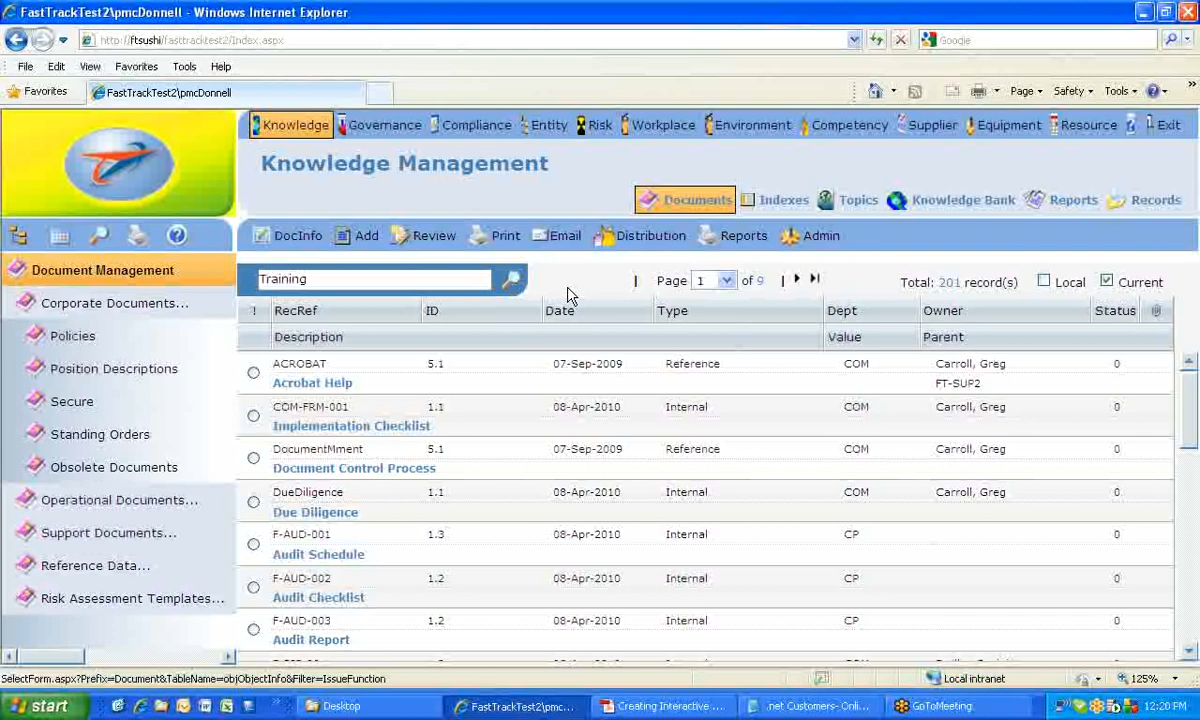 FastTrackTest2\pmcDonnell - Windows Internet Explorer
http://ftsushi/fasttracktest2/Index.aspx
Google
File Edit View Favorites Tools Help
Favorites FastTrackTest2\pmcDonnell Page Safety Tools
Knowledge Governance Compliance Entity Risk Workplace Environment Competency Supplier Equipment Resource Exit
Knowledge Management
Documents Indexes Topics Knowledge Bank Reports Records
DocInfo Add Review Print Email Distribution Reports Admin
Document Management
Corporate Documents...
Policies
Position Descriptions
Secure
Standing Orders
Obsolete Documents
Operational Documents...
Support Documents...
Reference Data...
Risk Assessment Templates...
Training Page 1 of 9 Total: 201 record(s) Local Current
! RecRef ID Date Type Dept Owner Status
Description Value Parent
ACROBAT 5.1 07-Sep-2009 Reference COM Carroll, Greg 0
Acrobat Help FT-SUP2
COM-FRM-001 1.1 08-Apr-2010 Internal COM Carroll, Greg 0
Implementation Checklist
DocumentMment 5.1 07-Sep-2009 Reference COM Carroll, Greg 0
Document Control Process
DueDiligence 1.1 08-Apr-2010 Internal COM Carroll, Greg 0
Due Diligence
F-AUD-001 1.3 08-Apr-2010 Internal CP 0
Audit Schedule
F-AUD-002 1.2 08-Apr-2010 Internal CP 0
Audit Checklist
F-AUD-003 1.2 08-Apr-2010 Internal CP 0
Audit Report
SelectForm.aspx?Prefix=Document&TableName=objObjectInfo&Filter=IssueFunction Local intranet 125%
start Desktop FastTrackTest2\pmc... Creating Interactive ... .net Customers- Onli... GoToMeeting 12:20 PM